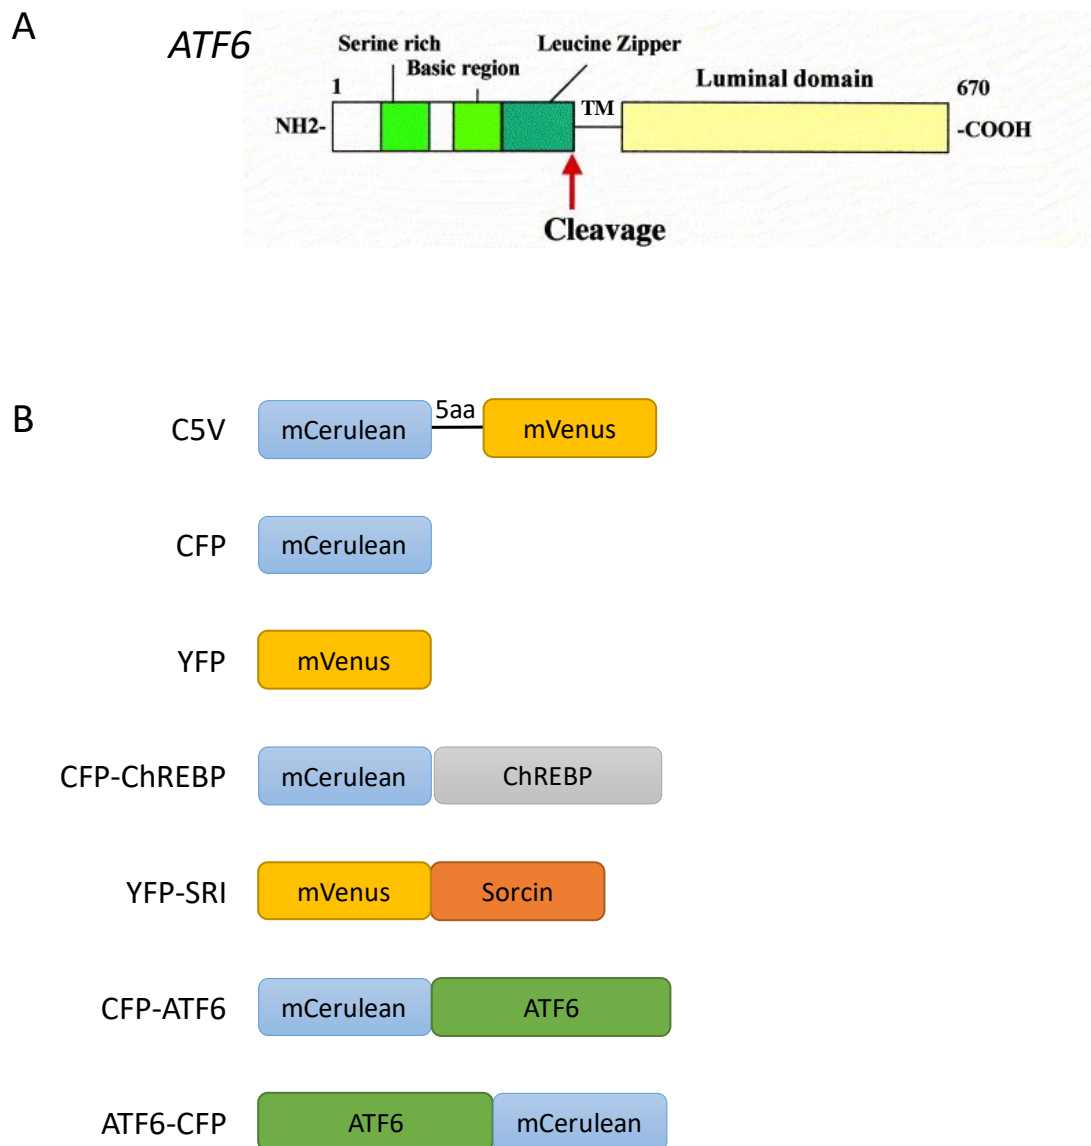 A
ATF6
Serine rich
Leucine Zipper
Basic region
Luminal domain
1
670
TM
NH2-
-COOH
Cleavage
B
C5V
mCerulean
5aa
mVenus
CFP
mCerulean
YFP
mVenus
CFP-ChREBP
mCerulean
ChREBP
YFP-SRI
mVenus
Sorcin
CFP-ATF6
mCerulean
ATF6
ATF6-CFP
ATF6
mCerulean